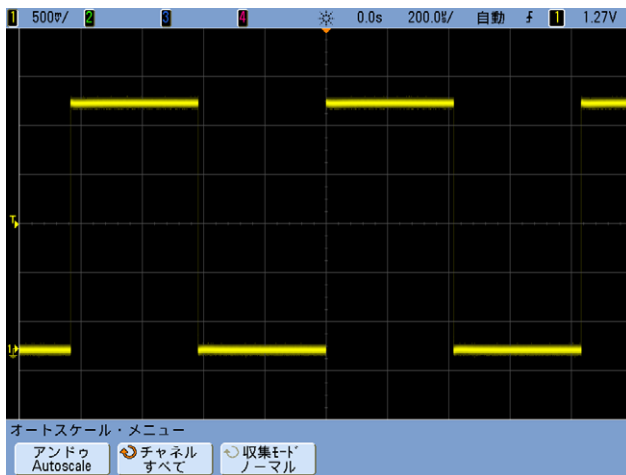 1 500㎷/ 2 3 4 0.0s 200.0㎲/ 自動 1 1.27V
T
1
オートスケール・メニュー
アンドゥ
Autoscale
チャネル
すべて
収集ﾓｰﾄﾞ
ノーマル